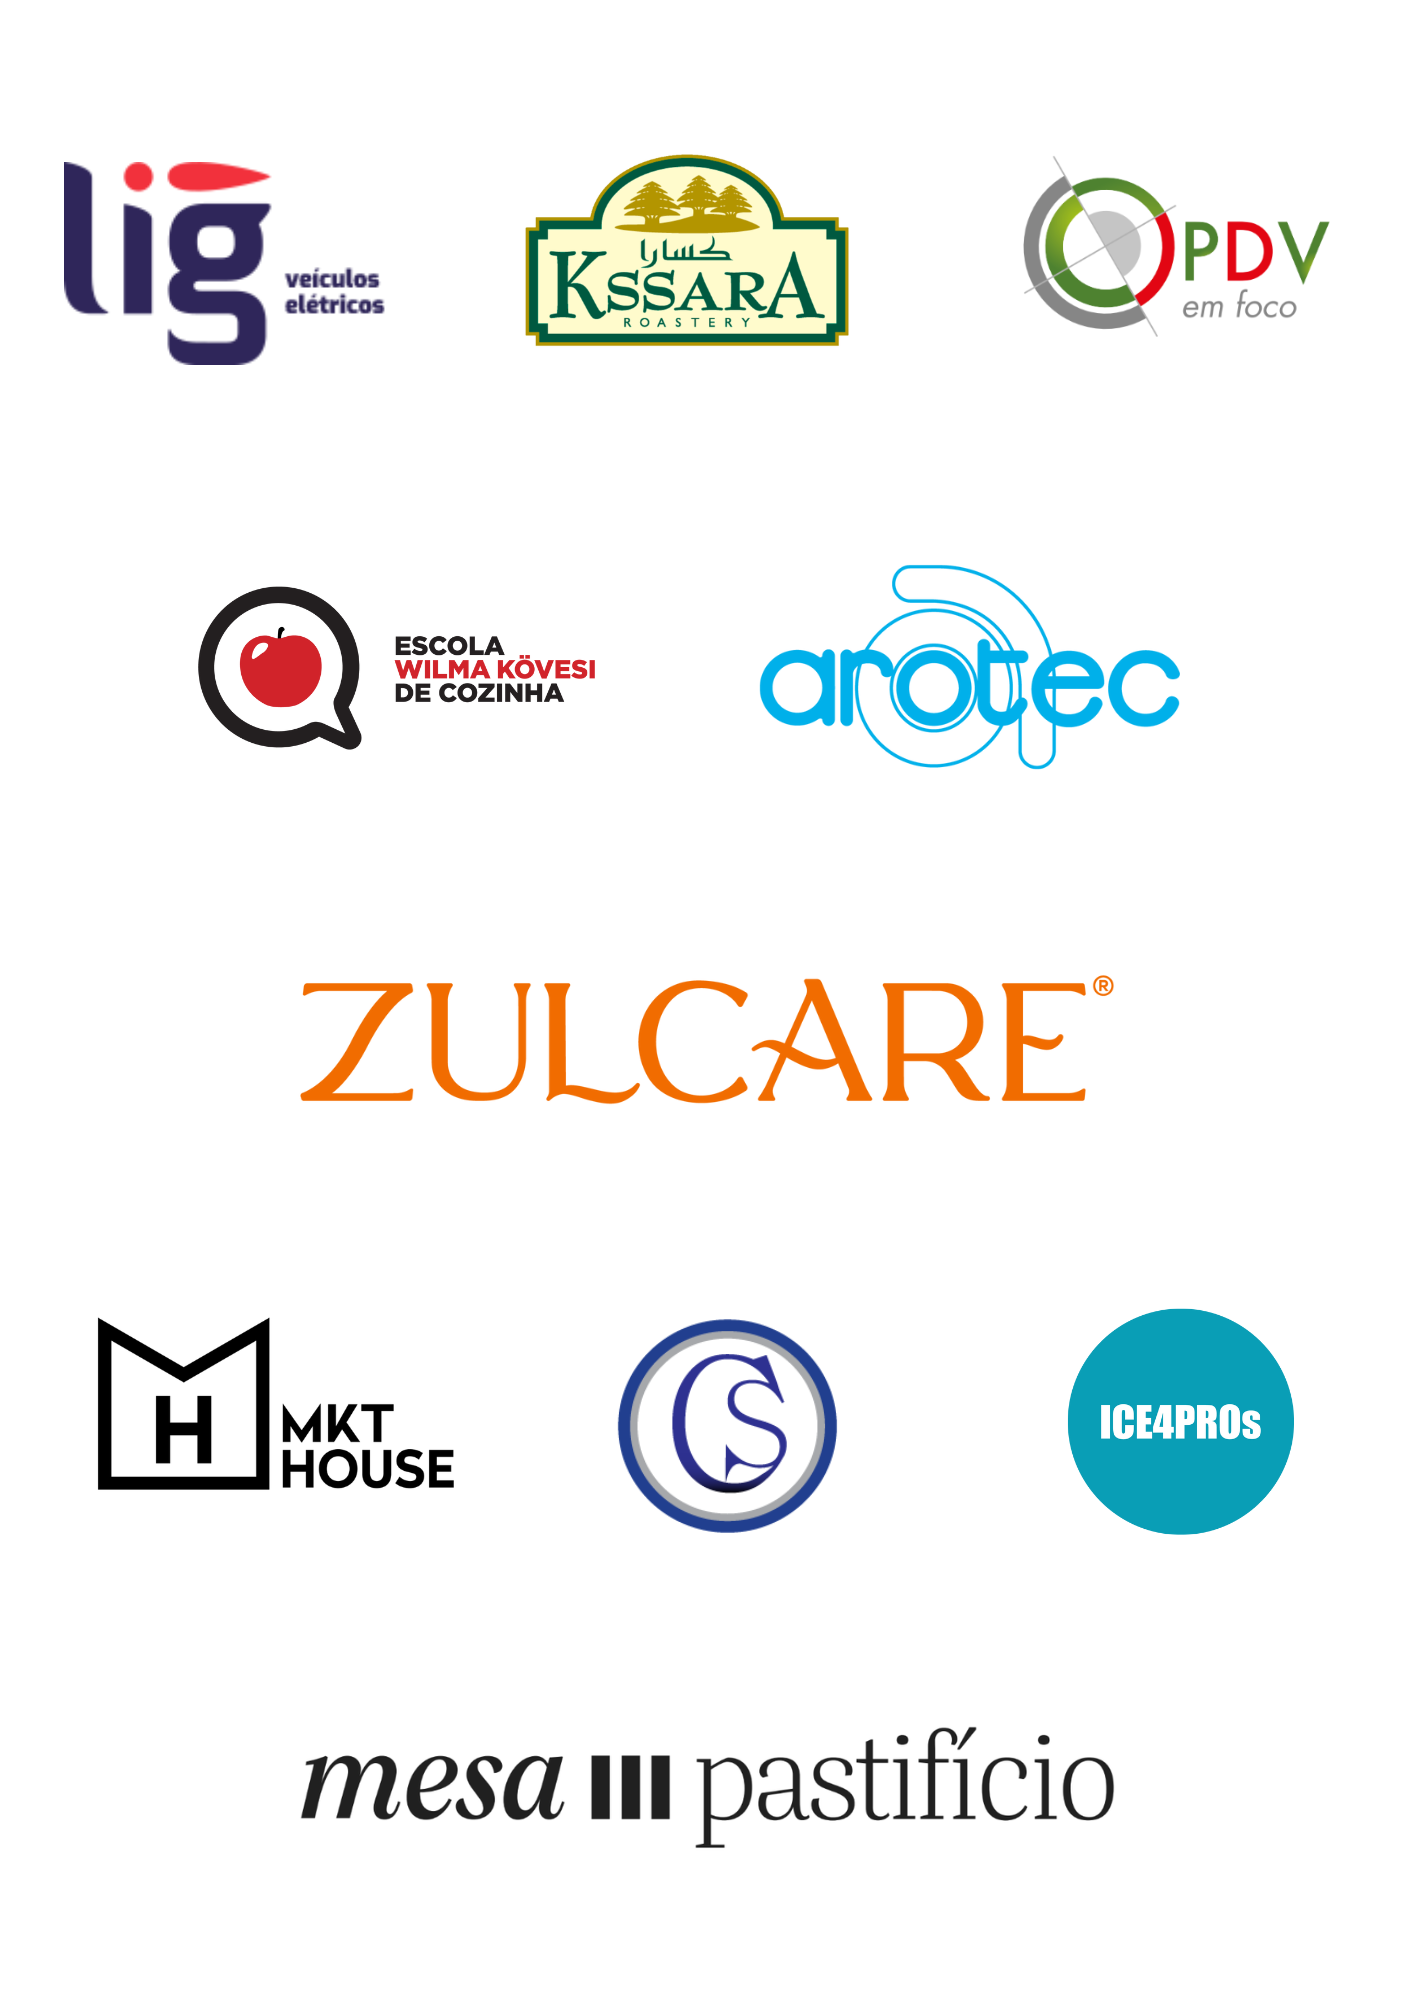 lig
veículos
elétricos
كسارا
KSSARA
ROASTERY
PDV
em foco
ESCOLA
WILMA KÖVESI
DE COZINHA
arotec
ZULCARE®
H
MKT
HOUSE
CS
ICE4PROs
mesa III pastifício